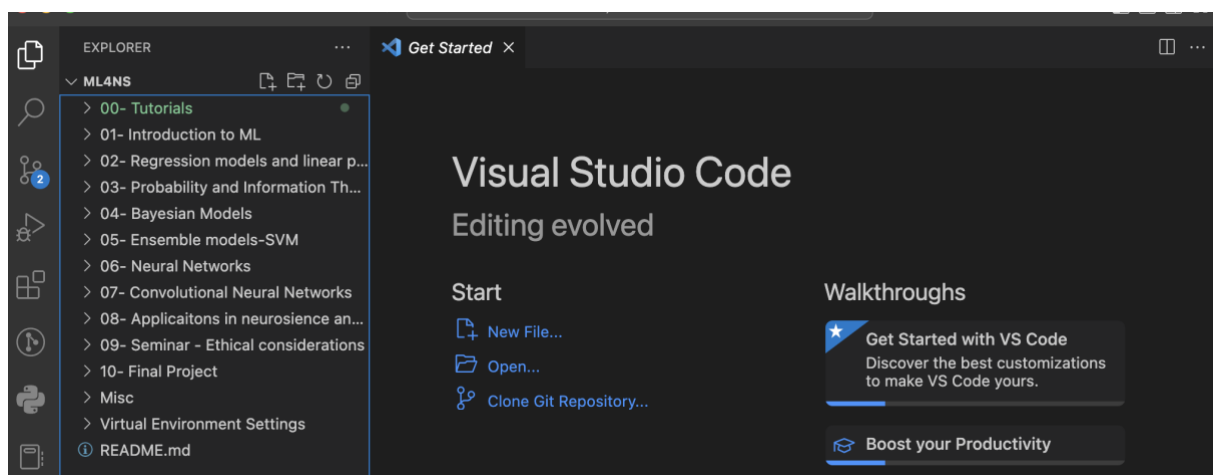 EXPLORER
ML4NS
00- Tutorials
01- Introduction to ML
02- Regression models and linear p...
03- Probability and Information Th...
04- Bayesian Models
05- Ensemble models-SVM
06- Neural Networks
07- Convolutional Neural Networks
08- Applicaitons in neurosience an...
09- Seminar - Ethical considerations
10- Final Project
Misc
Virtual Environment Settings
README.md
2
Get Started
Visual Studio Code
Editing evolved
Start
New File...
Open...
Clone Git Repository...
Walkthroughs
Get Started with VS Code
Discover the best customizations
to make VS Code yours.
Boost your Productivity